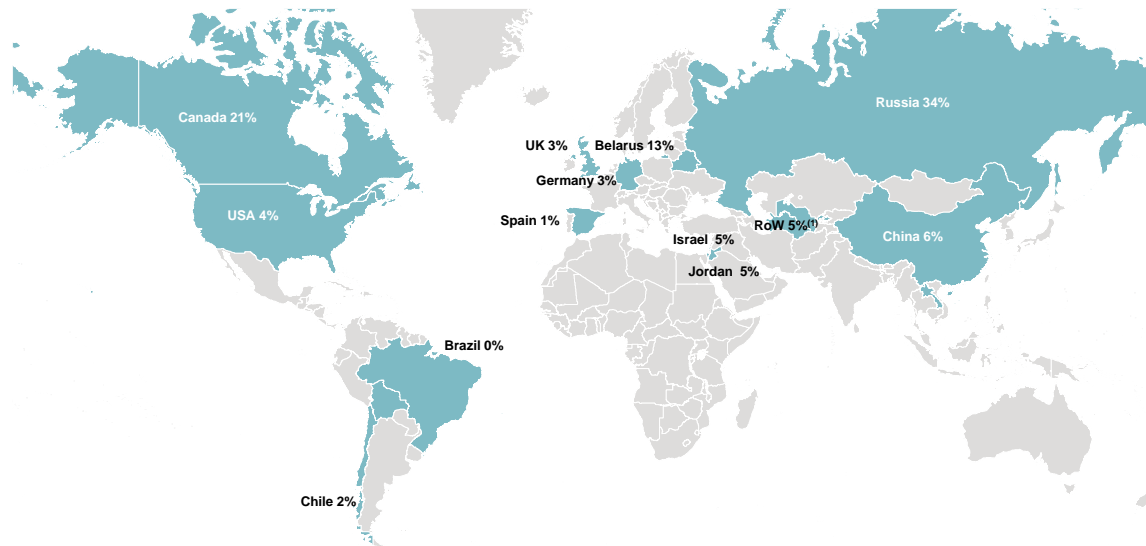 Russia 34%
Canada 21%
UK 3%
Belarus 13%
Germany 3%
USA 4%
Spain 1%
RoW 5%(1)
Israel 5%
China 6%
Jordan 5%
Brazil 0%
Chile 2%